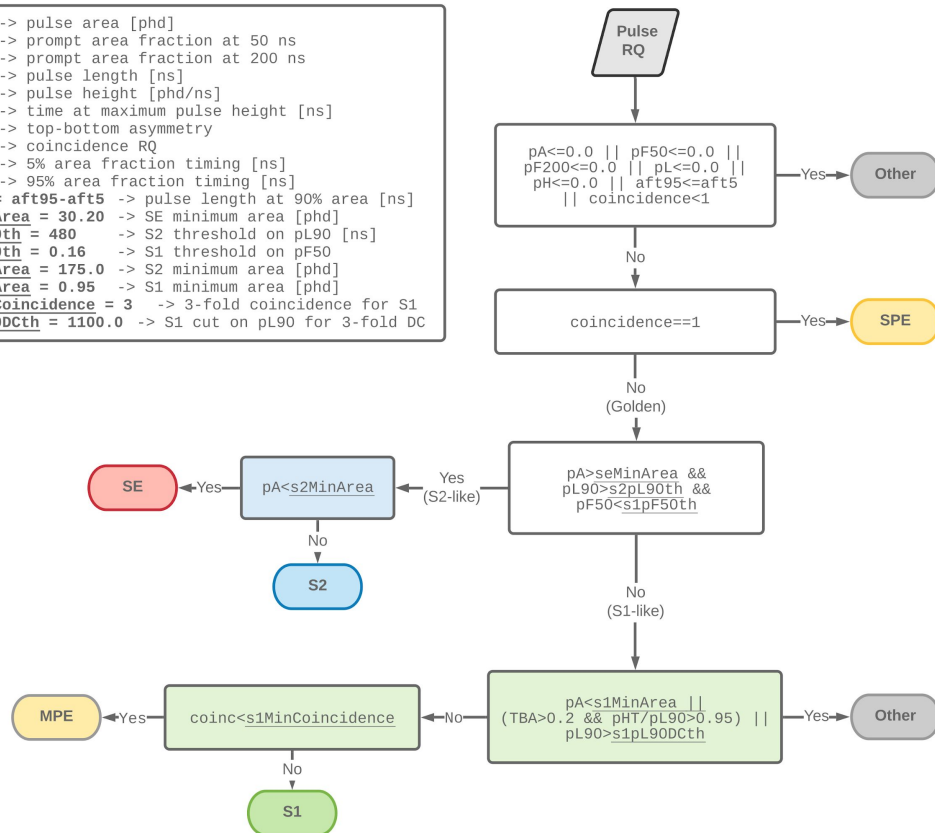 -> pulse area [phd]
-> prompt area fraction at 50 ns
-> prompt area fraction at 200 ns
-> pulse length [ns]
-> pulse height [phd/ns]
-> time at maximum pulse height [ns]
-> top-bottom asymmetry
-> coincidence RQ
-> 5% area fraction timing [ns]
-> 95% area fraction timing [ns]
aft95-aft5 -> pulse length at 90% area [ns]
Area = 30.20 -> SE minimum area [phd]
0th = 480 -> S2 threshold on pL90 [ns]
0th = 0.16 -> S1 threshold on pF50
Area = 175.0 -> S2 minimum area [phd]
Area = 0.95 -> S1 minimum area [phd]
Coincidence = 3 -> 3-fold coincidence for S1
0DCth = 1100.0 -> S1 cut on pL90 for 3-fold DC
Pulse
RQ
pA<=0.0 || pF50<=0.0 ||
pF200<=0.0 || pL<=0.0 ||
pH<=0.0 || aft95<=aft5
|| coincidence<1
Yes
Other
No
coincidence==1
Yes
SPE
No
(Golden)
pA>seMinArea &&
pL90>s2pL90th &&
pF50<s1pF50th
Yes
(S2-like)
pA<s2MinArea
Yes
SE
No
S2
No
(S1-like)
pA<s1MinArea ||
(TBA>0.2 && pHT/pL90>0.95) ||
pL90>s1pL90DCth
Yes
Other
No
coinc<s1MinCoincidence
Yes
MPE
No
S1